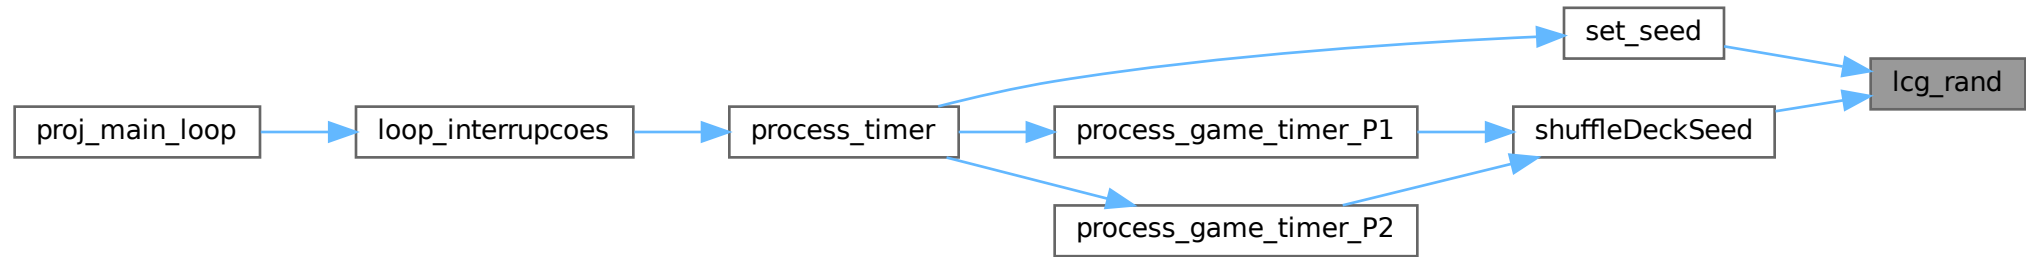 set_seed
lcg_rand
proj_main_loop
loop_interrupcoes
process_timer
process_game_timer_P1
shuffleDeckSeed
process_game_timer_P2